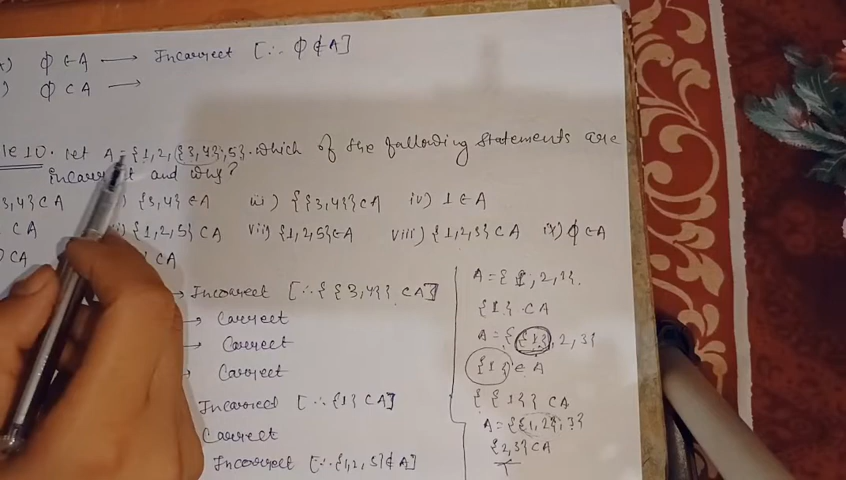 ϕ ∈ A → Incorrect [∵ ϕ ∉ A]
ϕ ⊂ A →
le 10. Let A = {1, 2, {3, 4}, 5}. Which of the following statements are
incorrect and why?
3, 4} ⊂ A ) {3, 4} ∈ A iii) {{3, 4}} ⊂ A iv) 1 ∈ A
⊂ A i) {1, 2, 5} ⊂ A vii) {1, 2, 5} ∈ A viii) {1, 2, 3} ⊂ A ix) ϕ ∈ A
⊂ A ⊂ A
→ Incorrect [∵ {{3, 4}} ⊂ A]
→ Correct
→ Correct
→ Correct
Incorrect [∵ {1} ⊂ A]
Correct
Incorrect [∵ {1, 2, 5} ∉ A]
{1} ⊂ A
A = {{1}, 2, 3}
{1} ∈ A
{{1}} ⊂ A
A = {{1, 2}, 3}
{2, 3} ⊂ A